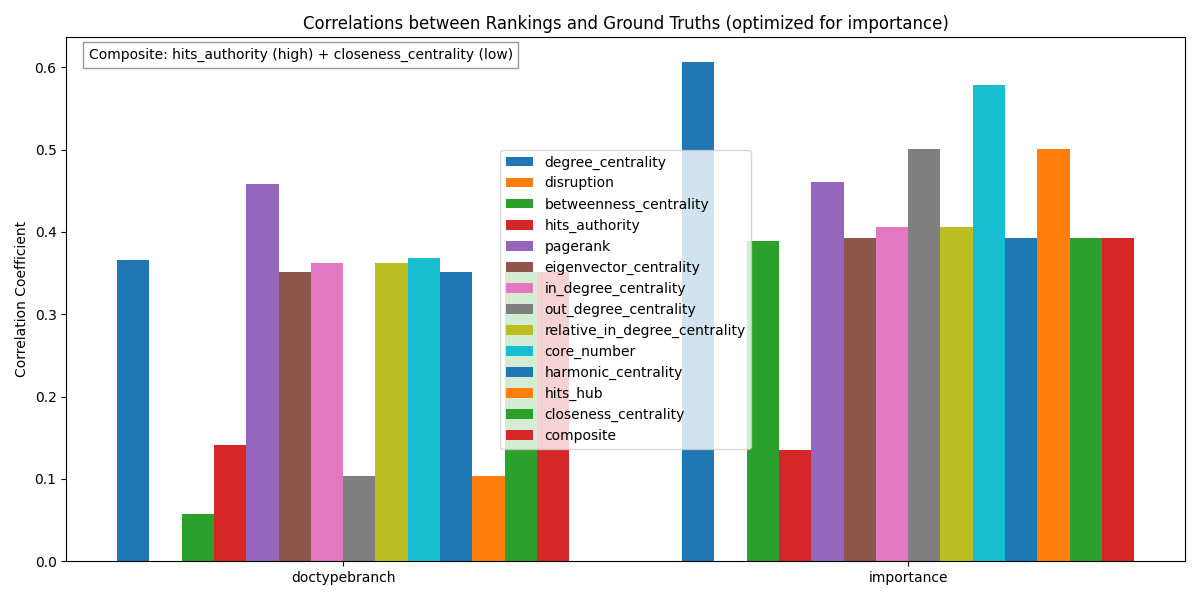 Correlations between Rankings and Ground Truths (optimized for importance)
Composite: hits_authority (high) + closeness_centrality (low)
Correlation Coefficient
0.6
0.5
0.4
0.3
0.2
0.1
0.0
degree_centrality
disruption
betweenness_centrality
hits_authority
pagerank
eigenvector_centrality
in_degree_centrality
out_degree_centrality
relative_in_degree_centrality
core_number
harmonic_centrality
hits_hub
closeness_centrality
composite
doctypebranch
importance